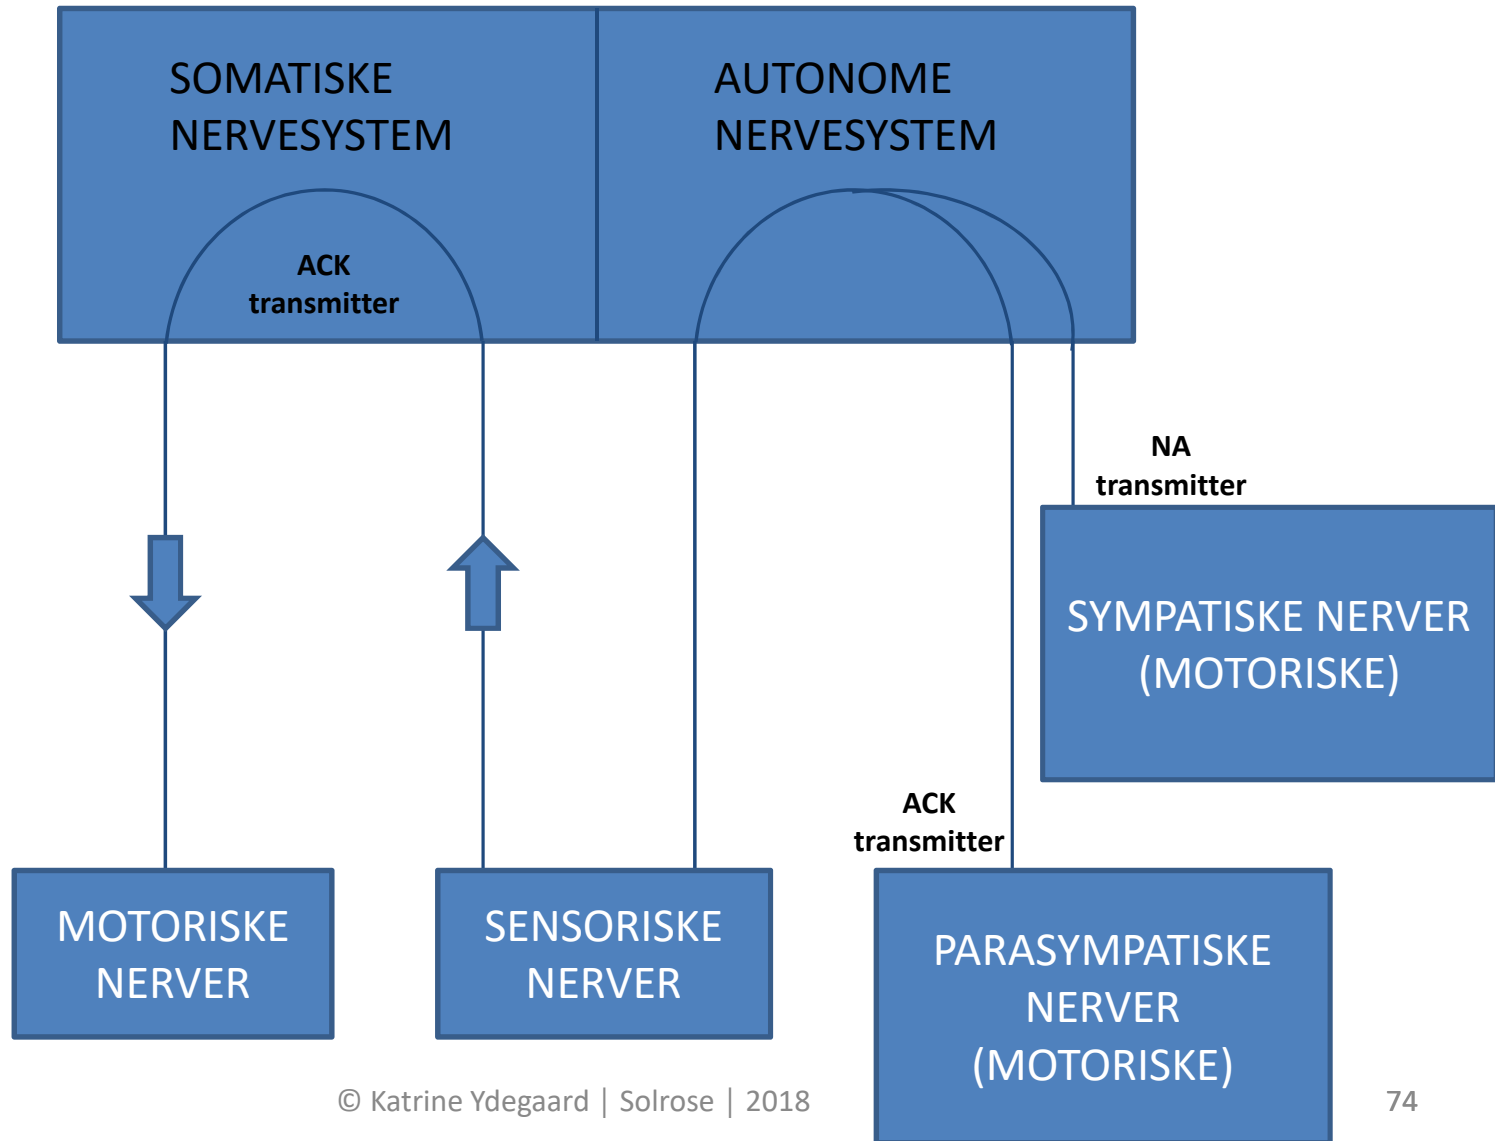 SOMATISKE
NERVESYSTEM
AUTONOME
NERVESYSTEM
ACK
transmitter
NA
transmitter
SYMPATISKE NERVER
(MOTORISKE)
ACK
transmitter
MOTORISKE
NERVER
SENSORISKE
NERVER
PARASYMPATISKE
NERVER
(MOTORISKE)
© Katrine Ydegaard | Solrose | 2018
74